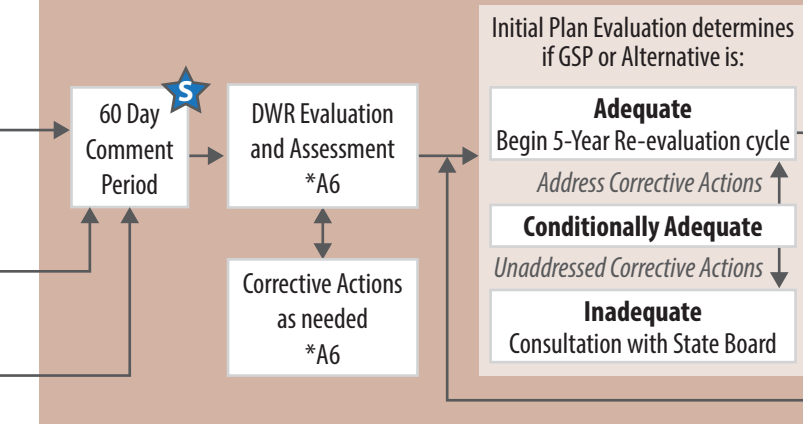 Initial Plan Evaluation determines
if GSP or Alternative is:
S
60 Day
Comment
Period
DWR Evaluation
and Assessment
*A6
Corrective Actions
as needed
*A6
Adequate
Begin 5-Year Re-evaluation cycle
Address Corrective Actions
Conditionally Adequate
Unaddressed Corrective Actions
Inadequate
Consultation with State Board